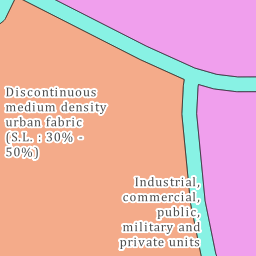 Discontinuous
medium density
urban fabric
(S.L. : 30% -
50%)
Industrial,
commercial,
public,
military and
private units